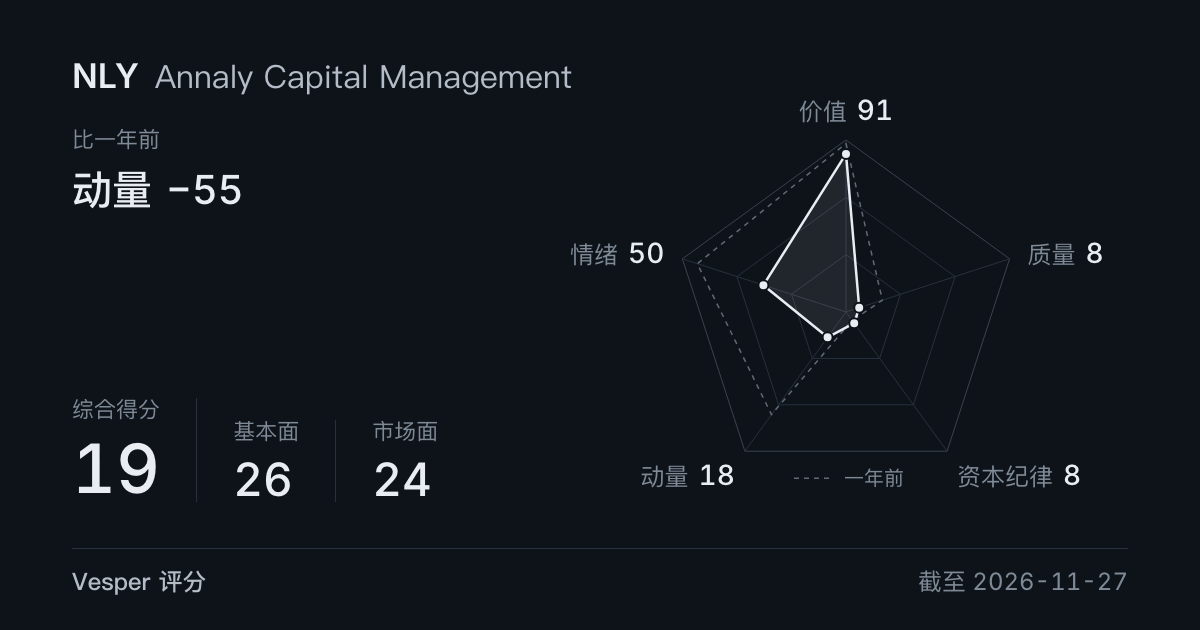 NLY Annaly Capital Management
比一年前
动量 −55
价值 91
情绪 50
质量 8
动量 18
---- 一年前
资本纪律 8
综合得分
19
基本面
26
市场面
24
Vesper 评分
截至 2026-11-27